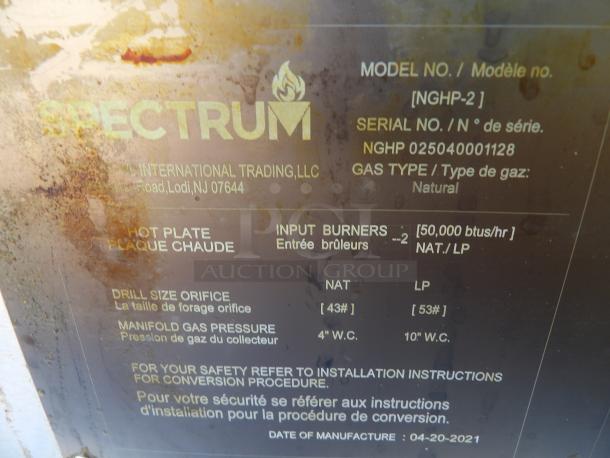 SPECTRUM
L INTERNATIONAL TRADING,LLC
Road,Lodi,NJ 07644
MODEL NO. / Modèle no.
[NGHP-2 ]
SERIAL NO. / N ° de série.
NGHP 025040001128
GAS TYPE / Type de gaz:
Natural
PCI
AUCTION GROUP
HOT PLATE
PLAQUE CHAUDE
INPUT BURNERS
Entrée brûleurs
--2 [50,000 btus/hr ]
NAT./ LP
NAT LP
DRILL SIZE ORIFICE
La taille de forage orifice
[ 43# ] [ 53# ]
MANIFOLD GAS PRESSURE
Pression de gaz du collecteur
4" W.C. 10" W.C.
FOR YOUR SAFETY REFER TO INSTALLATION INSTRUCTIONS
FOR CONVERSION PROCEDURE.
Pour votre sécurité se référer aux instructions
d'installation pour la procédure de conversion.
DATE OF MANUFACTURE : 04-20-2021